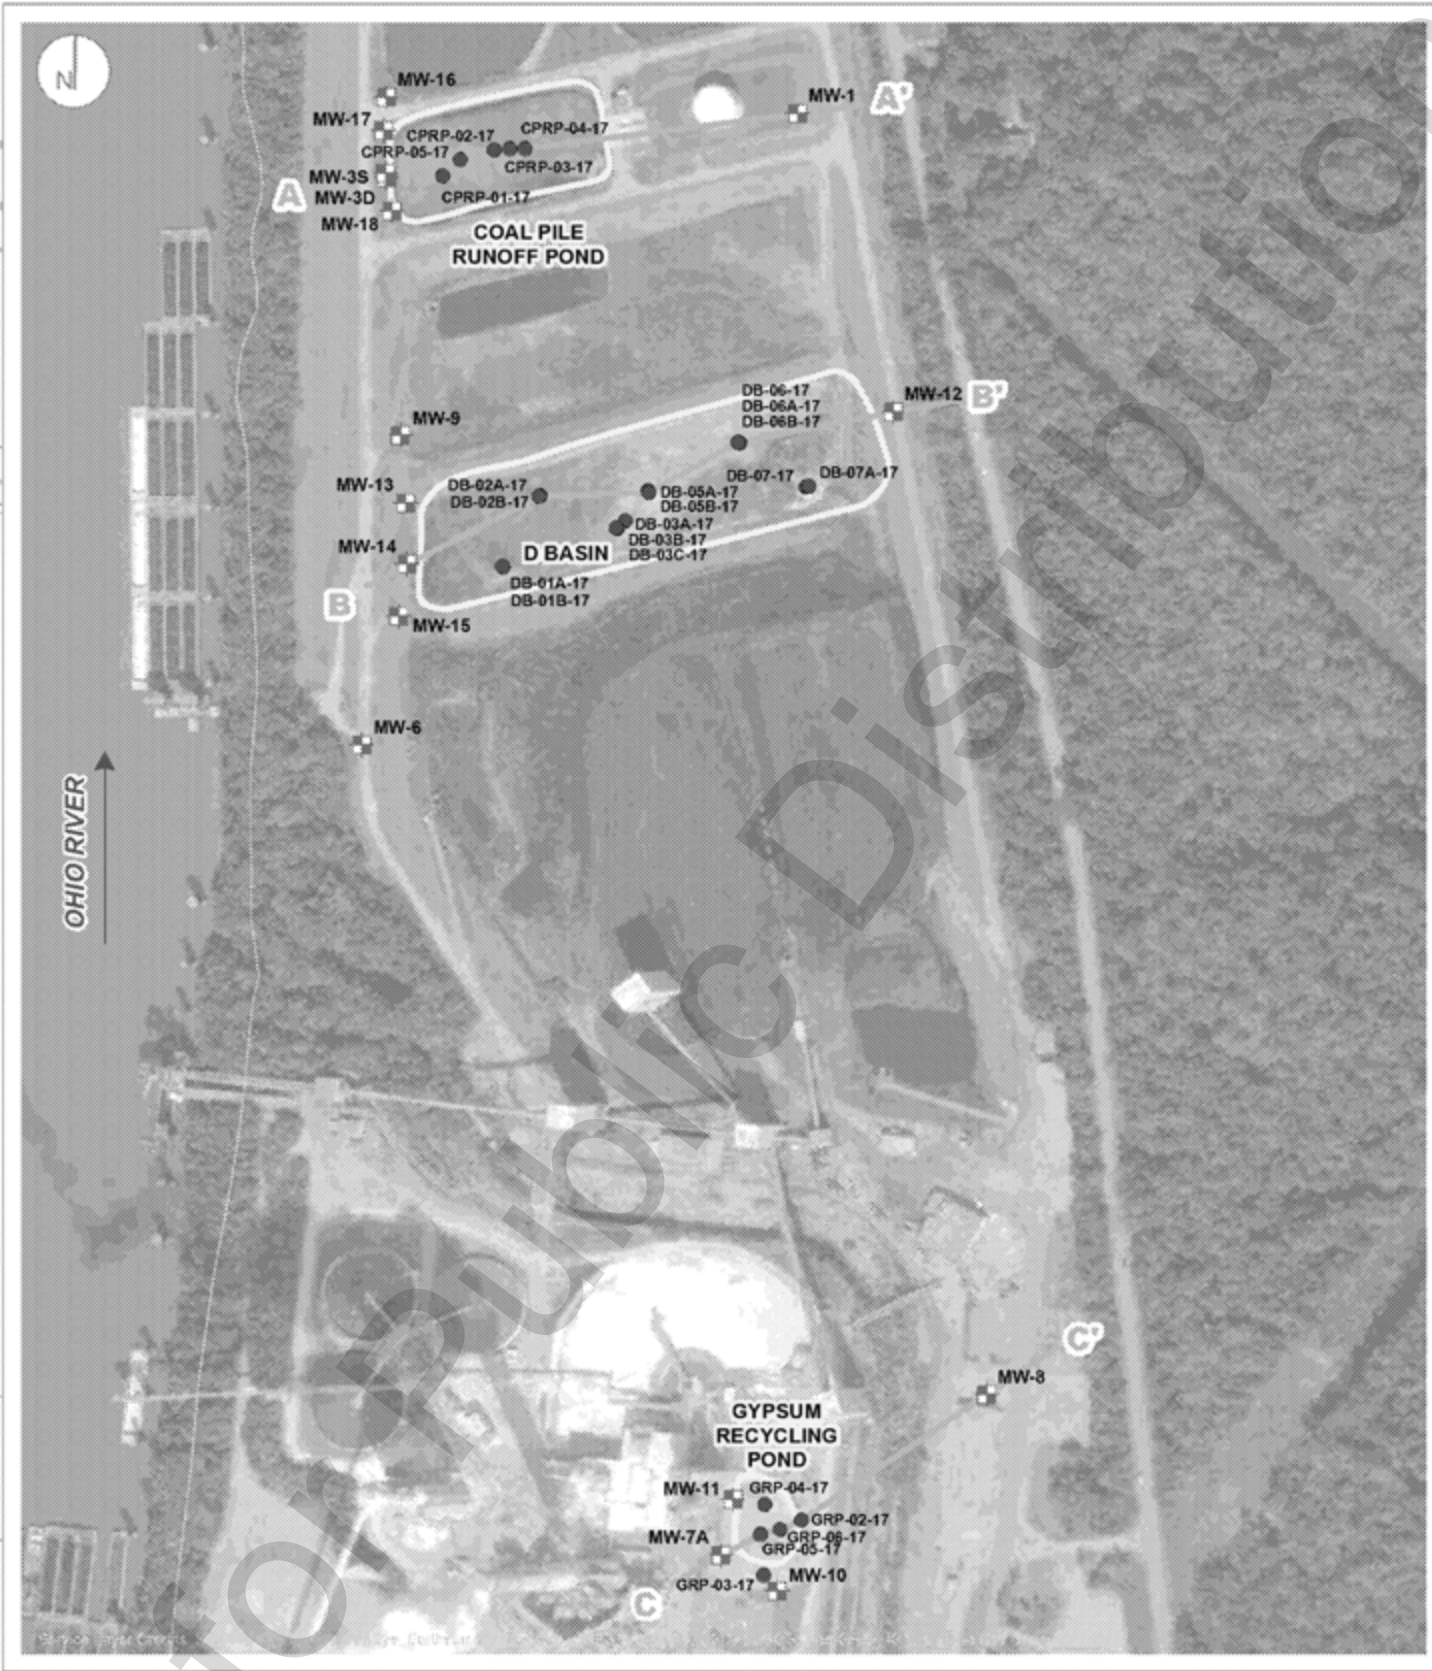 N
MW-16
MW-1
A'
MW-17
CPRP-02-17
CPRP-04-17
CPRP-05-17
CPRP-03-17
MW-3S
CPRP-01-17
A
MW-3D
MW-18
COAL PILE
RUNOFF POND
DB-06-17
DB-06A-17
DB-06B-17
MW-12
B'
MW-9
MW-13
DB-02A-17
DB-02B-17
DB-07-17
DB-07A-17
DB-05A-17
DB-05B-17
DB-03A-17
DB-03B-17
DB-03C-17
MW-14
D BASIN
DB-01A-17
DB-01B-17
B
MW-15
MW-6
OHIO RIVER
C'
MW-8
GYPSUM
RECYCLING
POND
MW-11
GRP-04-17
GRP-02-17
GRP-06-17
MW-7A
GRP-05-17
GRP-03-17
MW-10
C
Public Distribution